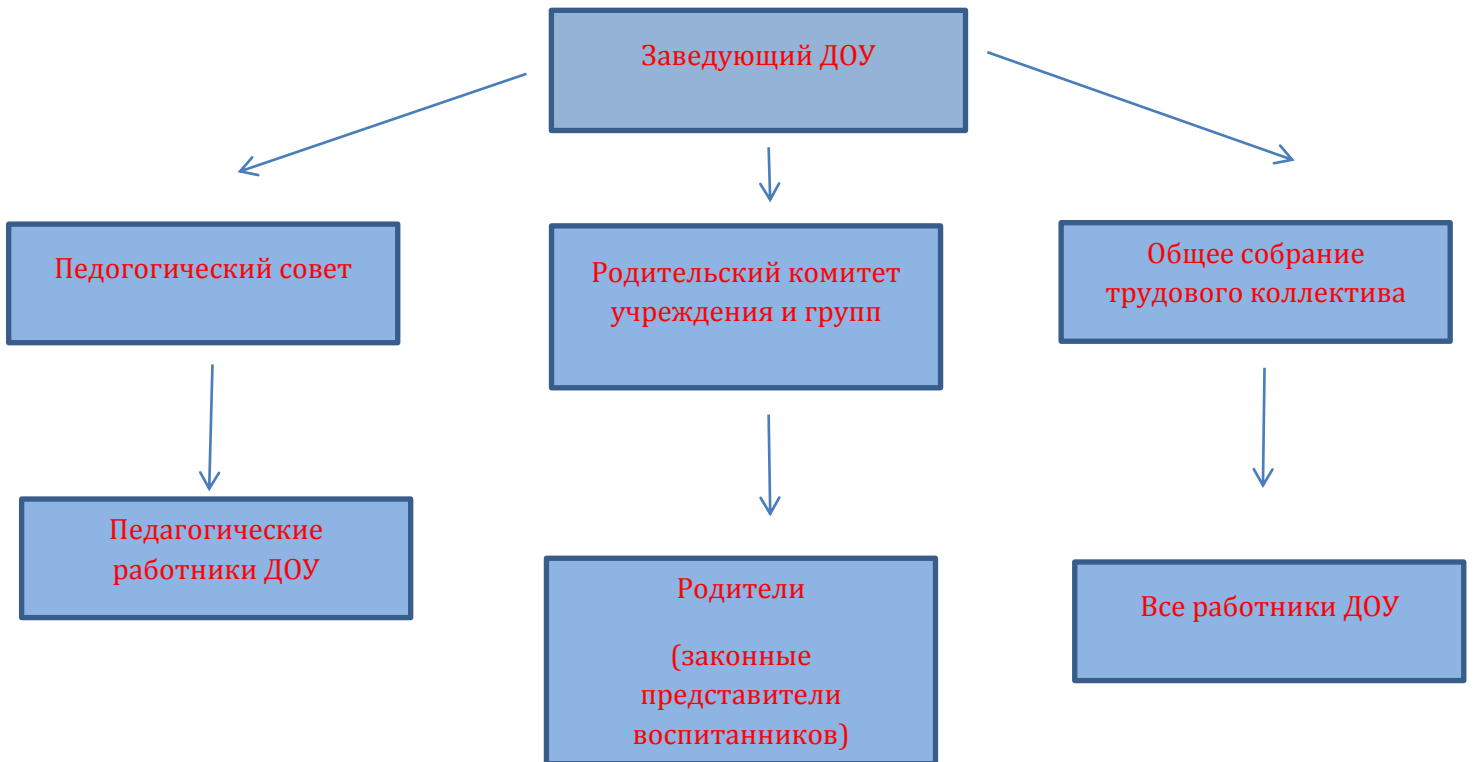 Заведующий ДОУ
Педогогический совет
Родительский комитет
учреждения и групп
Общее собрание
трудового коллектива
Педагогические
работники ДОУ
Родители
(законные
представители
воспитанников)
Все работники ДОУ